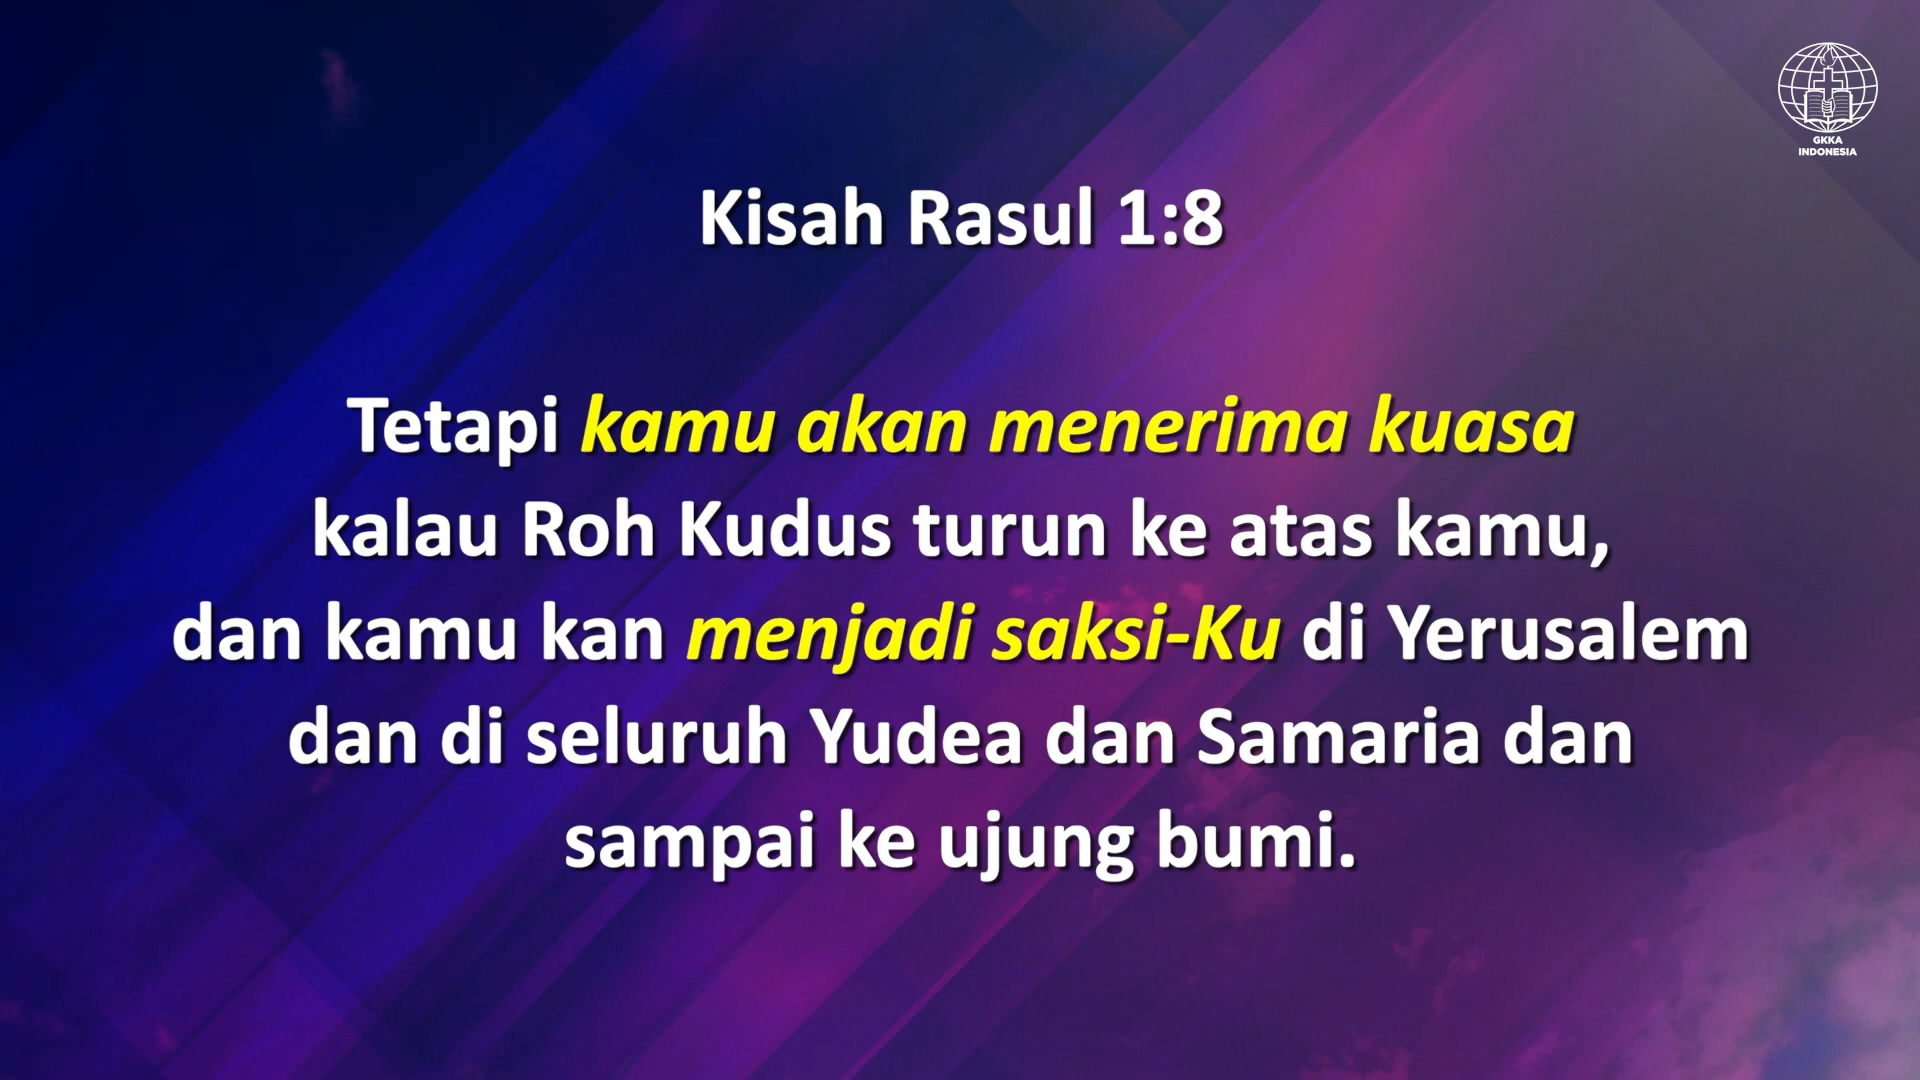 GKKA
INDONESIA
Kisah Rasul 1:8
Tetapi kamu akan menerima kuasa
kalau Roh Kudus turun ke atas kamu,
dan kamu kan menjadi saksi-Ku di Yerusalem
dan di seluruh Yudea dan Samaria dan
sampai ke ujung bumi.